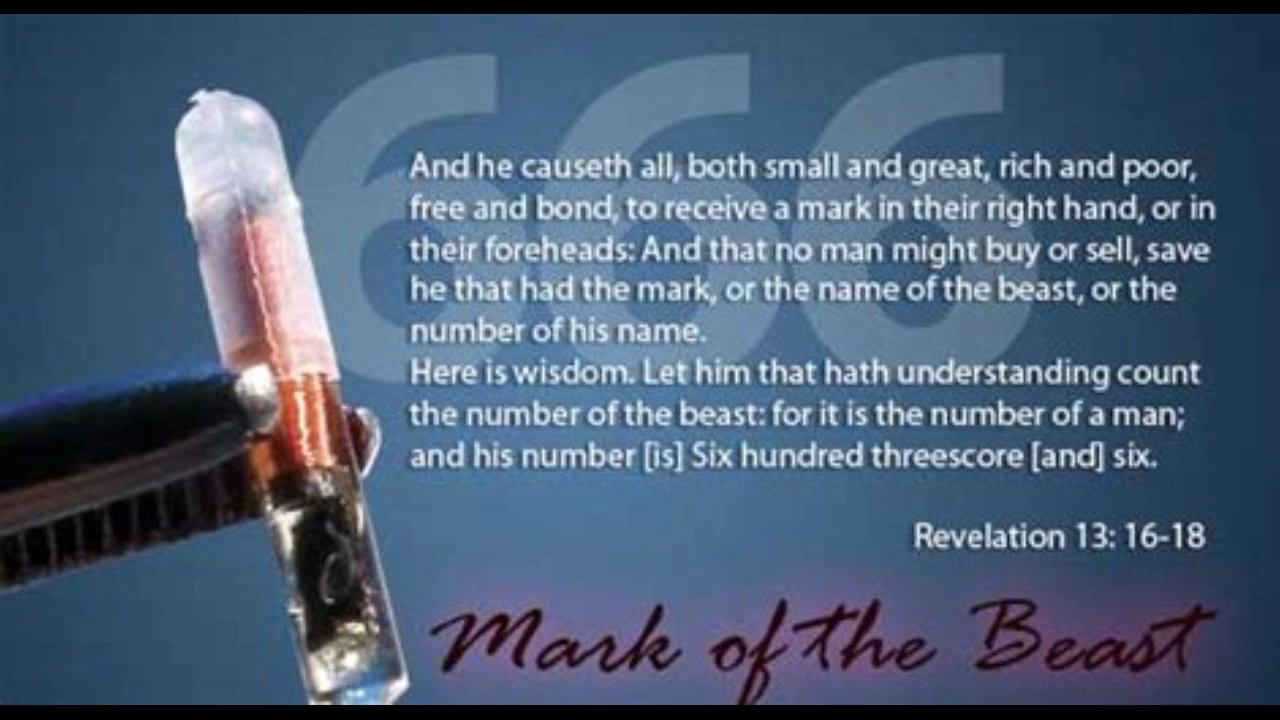 666
And he causeth all, both small and great, rich and poor,
free and bond, to receive a mark in their right hand, or in
their foreheads: And that no man might buy or sell, save
he that had the mark, or the name of the beast, or the
number of his name.
Here is wisdom. Let him that hath understanding count
the number of the beast: for it is the number of a man;
and his number [is] Six hundred threescore [and] six.
Revelation 13: 16-18
Mark of the Beast